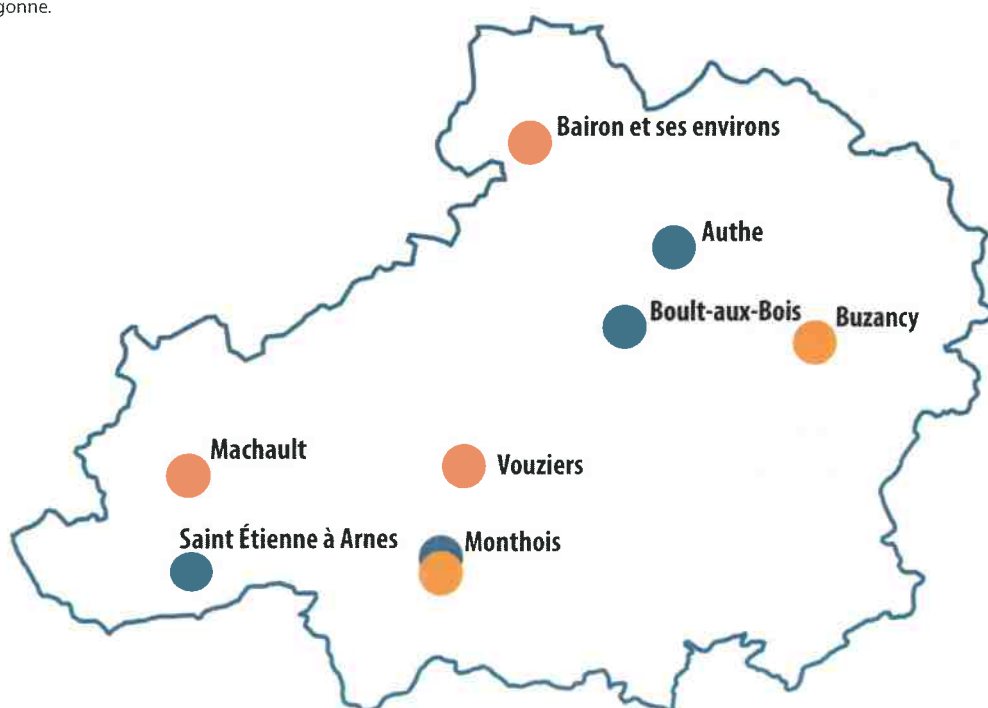 gonne.
Bairon et ses environs
Authe
Boult-aux-Bois
Buzancy
Machault
Vouziers
Saint Étienne à Arnes
Monthois